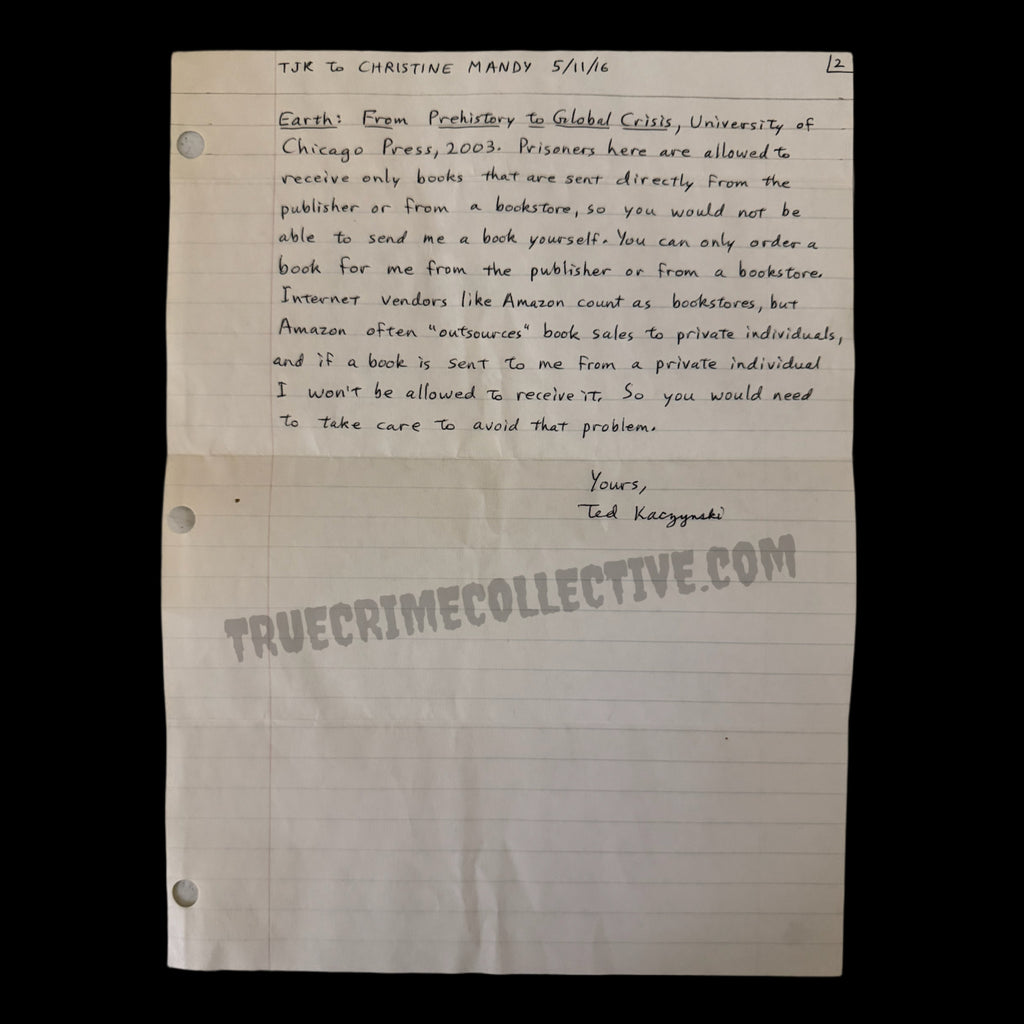 TJK to CHRISTINE MANDY 5/11/16
2
Earth: From Prehistory to Global Crisis, University of
Chicago Press, 2003. Prisoners here are allowed to
receive only books that are sent directly from the
publisher or from a bookstore, so you would not be
able to send me a book yourself. You can only order a
book for me from the publisher or from a bookstore.
Internet vendors like Amazon count as bookstores, but
Amazon often "outsources" book sales to private individuals,
and if a book is sent to me from a private individual
I won't be allowed to receive it. So you would need
to take care to avoid that problem.
Yours,
Ted Kaczynski
TRUECRIMECOLLECTIVE.COM